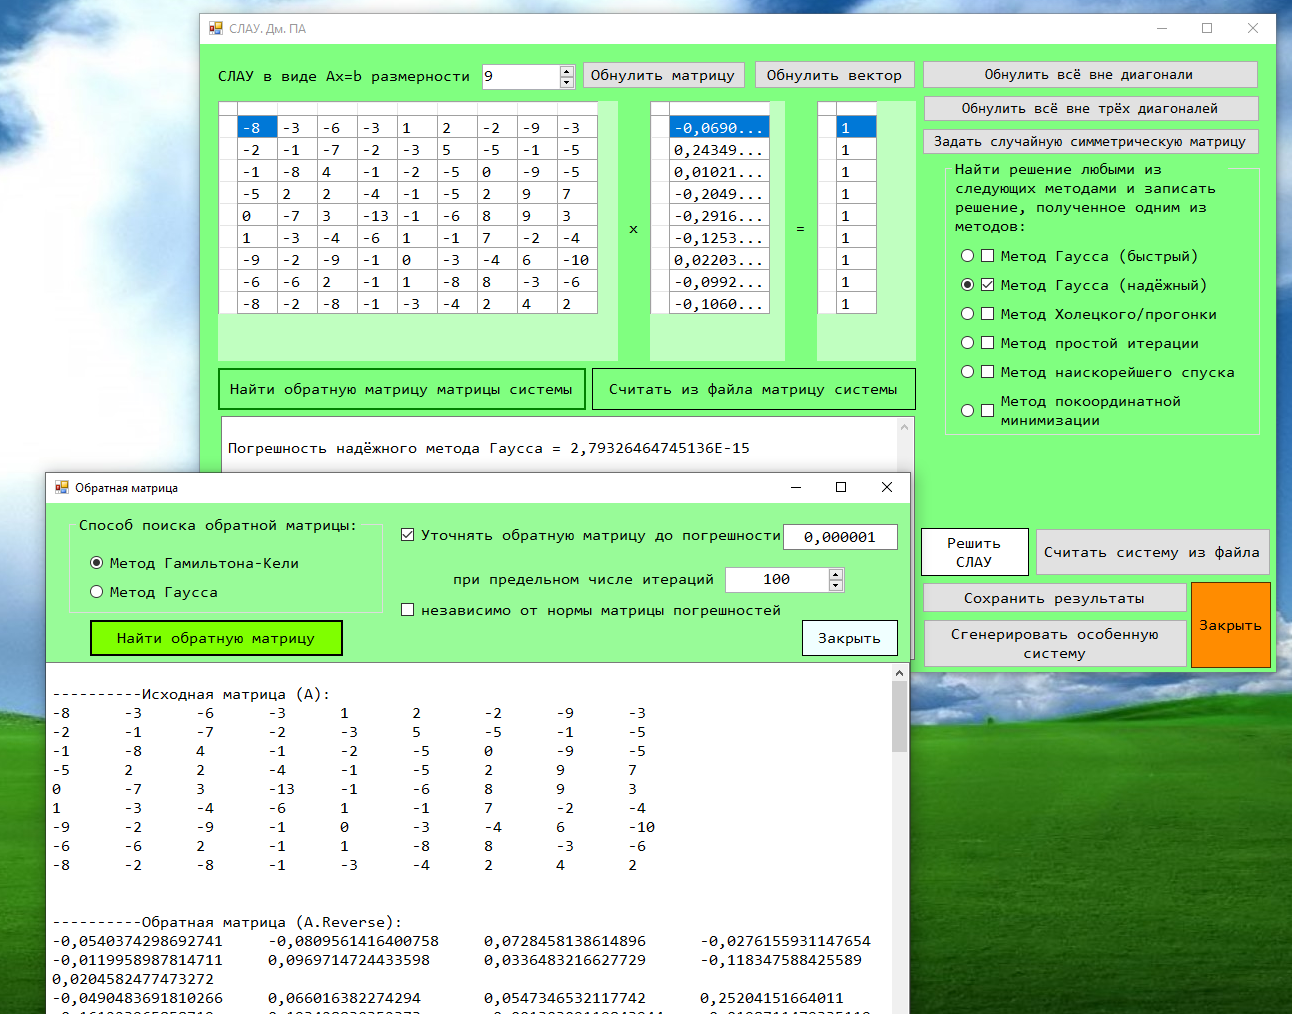 СЛАУ. Дм. ПА
СЛАУ в виде Ax=b размерности 9 Обнулить матрицу Обнулить вектор Обнулить всё вне диагонали
Обнулить всё вне трёх диагоналей
Задать случайную симметрическую матрицу
-8 -3 -6 -3 1 2 -2 -9 -3 -0,0690... 1
-2 -1 -7 -2 -3 5 -5 -1 -5 0,24349... 1
-1 -8 4 -1 -2 -5 0 -9 -5 0,01021... 1
-5 2 2 -4 -1 -5 2 9 7 -0,2049... 1
0 -7 3 -13 -1 -6 8 9 3 -0,2916... 1
x =
1 -3 -4 -6 1 -1 7 -2 -4 -0,1253... 1
-9 -2 -9 -1 0 -3 -4 6 -10 0,02203... 1
-6 -6 2 -1 1 -8 8 -3 -6 -0,0992... 1
-8 -2 -8 -1 -3 -4 2 4 2 -0,1060... 1
Найти решение любыми из
следующих методами и записать
решение, полученное одним из
методов:
Метод Гаусса (быстрый)
Метод Гаусса (надёжный)
Метод Холецкого/прогонки
Метод простой итерации
Метод наискорейшего спуска
Метод покоординатной
минимизации
Найти обратную матрицу матрицы системы Считать из файла матрицу системы
Погрешность надёжного метода Гаусса = 2,79326464745136E-15
Решить
СЛАУ
Считать систему из файла
Сохранить результаты
Сгенерировать особенную
систему
Закрыть
Обратная матрица
Способ поиска обратной матрицы:
Метод Гамильтона-Кели
Метод Гаусса
Уточнять обратную матрицу до погрешности 0,000001
при предельном числе итераций 100
независимо от нормы матрицы погрешностей
Найти обратную матрицу Закрыть
----------Исходная матрица (A):
-8 -3 -6 -3 1 2 -2 -9 -3
-2 -1 -7 -2 -3 5 -5 -1 -5
-1 -8 4 -1 -2 -5 0 -9 -5
-5 2 2 -4 -1 -5 2 9 7
0 -7 3 -13 -1 -6 8 9 3
1 -3 -4 -6 1 -1 7 -2 -4
-9 -2 -9 -1 0 -3 -4 6 -10
-6 -6 2 -1 1 -8 8 -3 -6
-8 -2 -8 -1 -3 -4 2 4 2
----------Обратная матрица (A.Reverse):
-0,0540374298692741 -0,0809561416400758 0,0728458138614896 -0,0276155931147654
-0,0119958987814711 0,0969714724433598 0,0336483216627729 -0,118347588425589
0,0204582477473272
-0,0490483691810266 0,066016382274294 0,0547346532117742 0,25204151664011